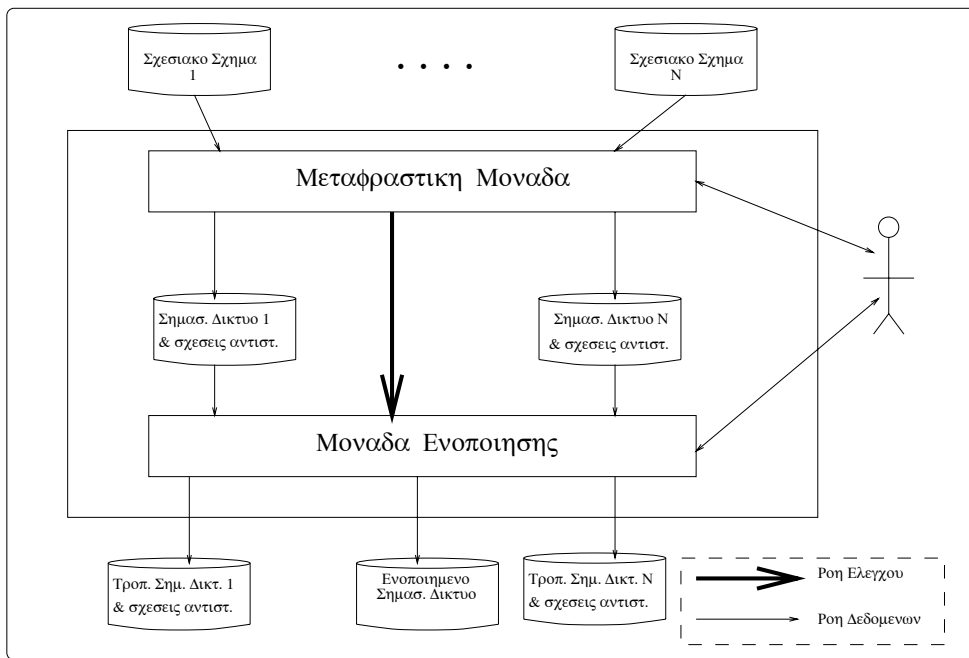 Σχεσιακο Σχημα
1
. . . .
Σχεσιακο Σχημα
N
Μεταφραστικη Μοναδα
Σημασ. Δικτυο 1
& σχεσεις αντιστ.
Σημασ. Δικτυο N
& σχεσεις αντιστ.
Μοναδα Ενοποιησης
Τροπ. Σημ. Δικτ. 1
& σχεσεις αντιστ.
Ενοποιημενο
Σημασ. Δικτυο
Τροπ. Σημ. Δικτ. N
& σχεσεις αντιστ.
Ροη Ελεγχου
Ροη Δεδομενων